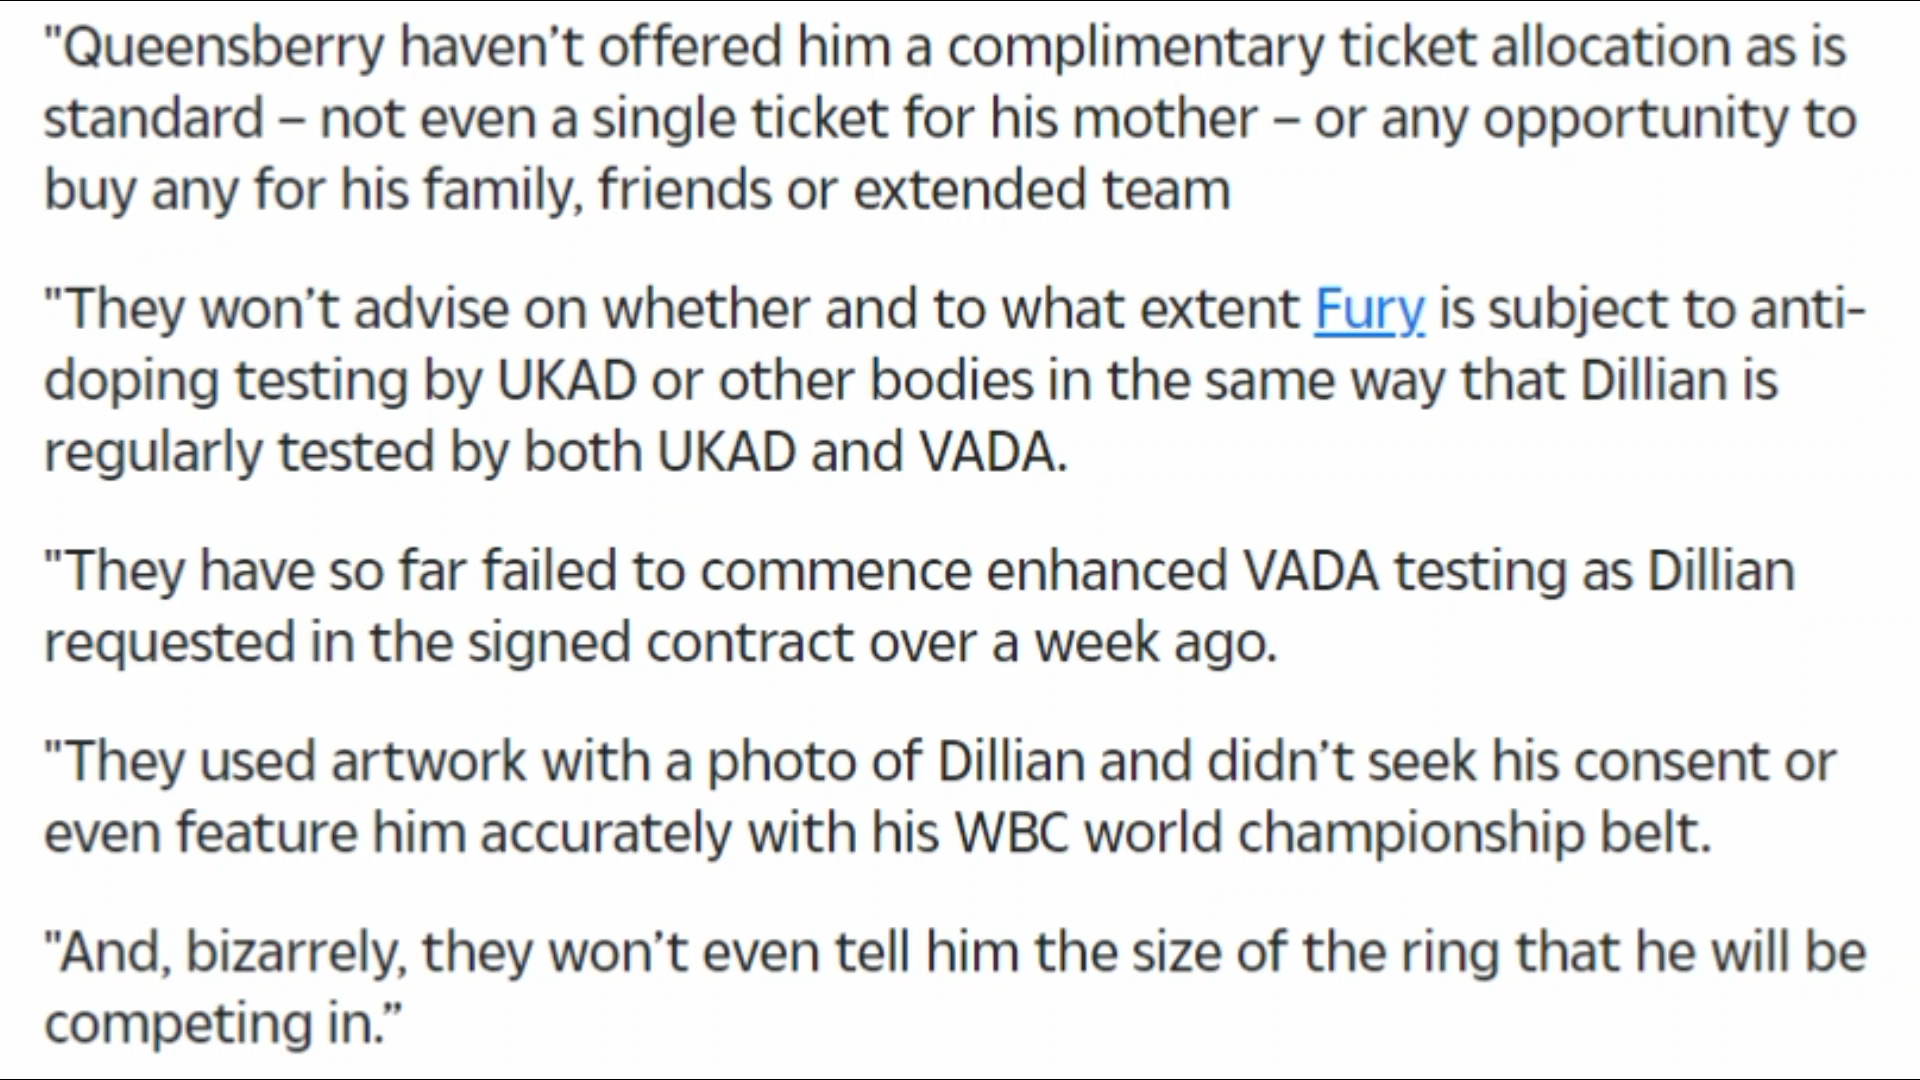 "Queensberry haven’t offered him a complimentary ticket allocation as is
standard – not even a single ticket for his mother – or any opportunity to
buy any for his family, friends or extended team
"They won’t advise on whether and to what extent Fury is subject to anti-
doping testing by UKAD or other bodies in the same way that Dillian is
regularly tested by both UKAD and VADA.
"They have so far failed to commence enhanced VADA testing as Dillian
requested in the signed contract over a week ago.
"They used artwork with a photo of Dillian and didn’t seek his consent or
even feature him accurately with his WBC world championship belt.
"And, bizarrely, they won’t even tell him the size of the ring that he will be
competing in.”